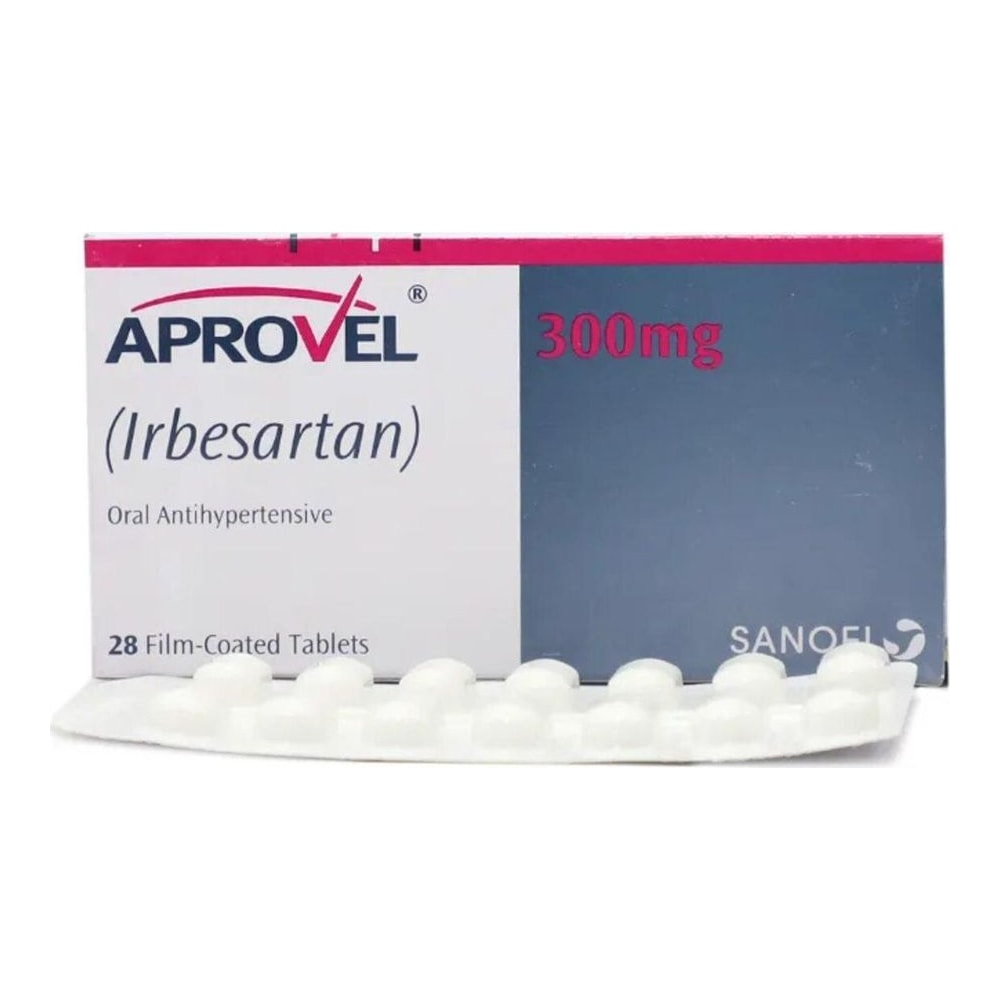 APROVEL®
300mg
(Irbesartan)
Oral Antihypertensive
28 Film-Coated Tablets
SANOFI